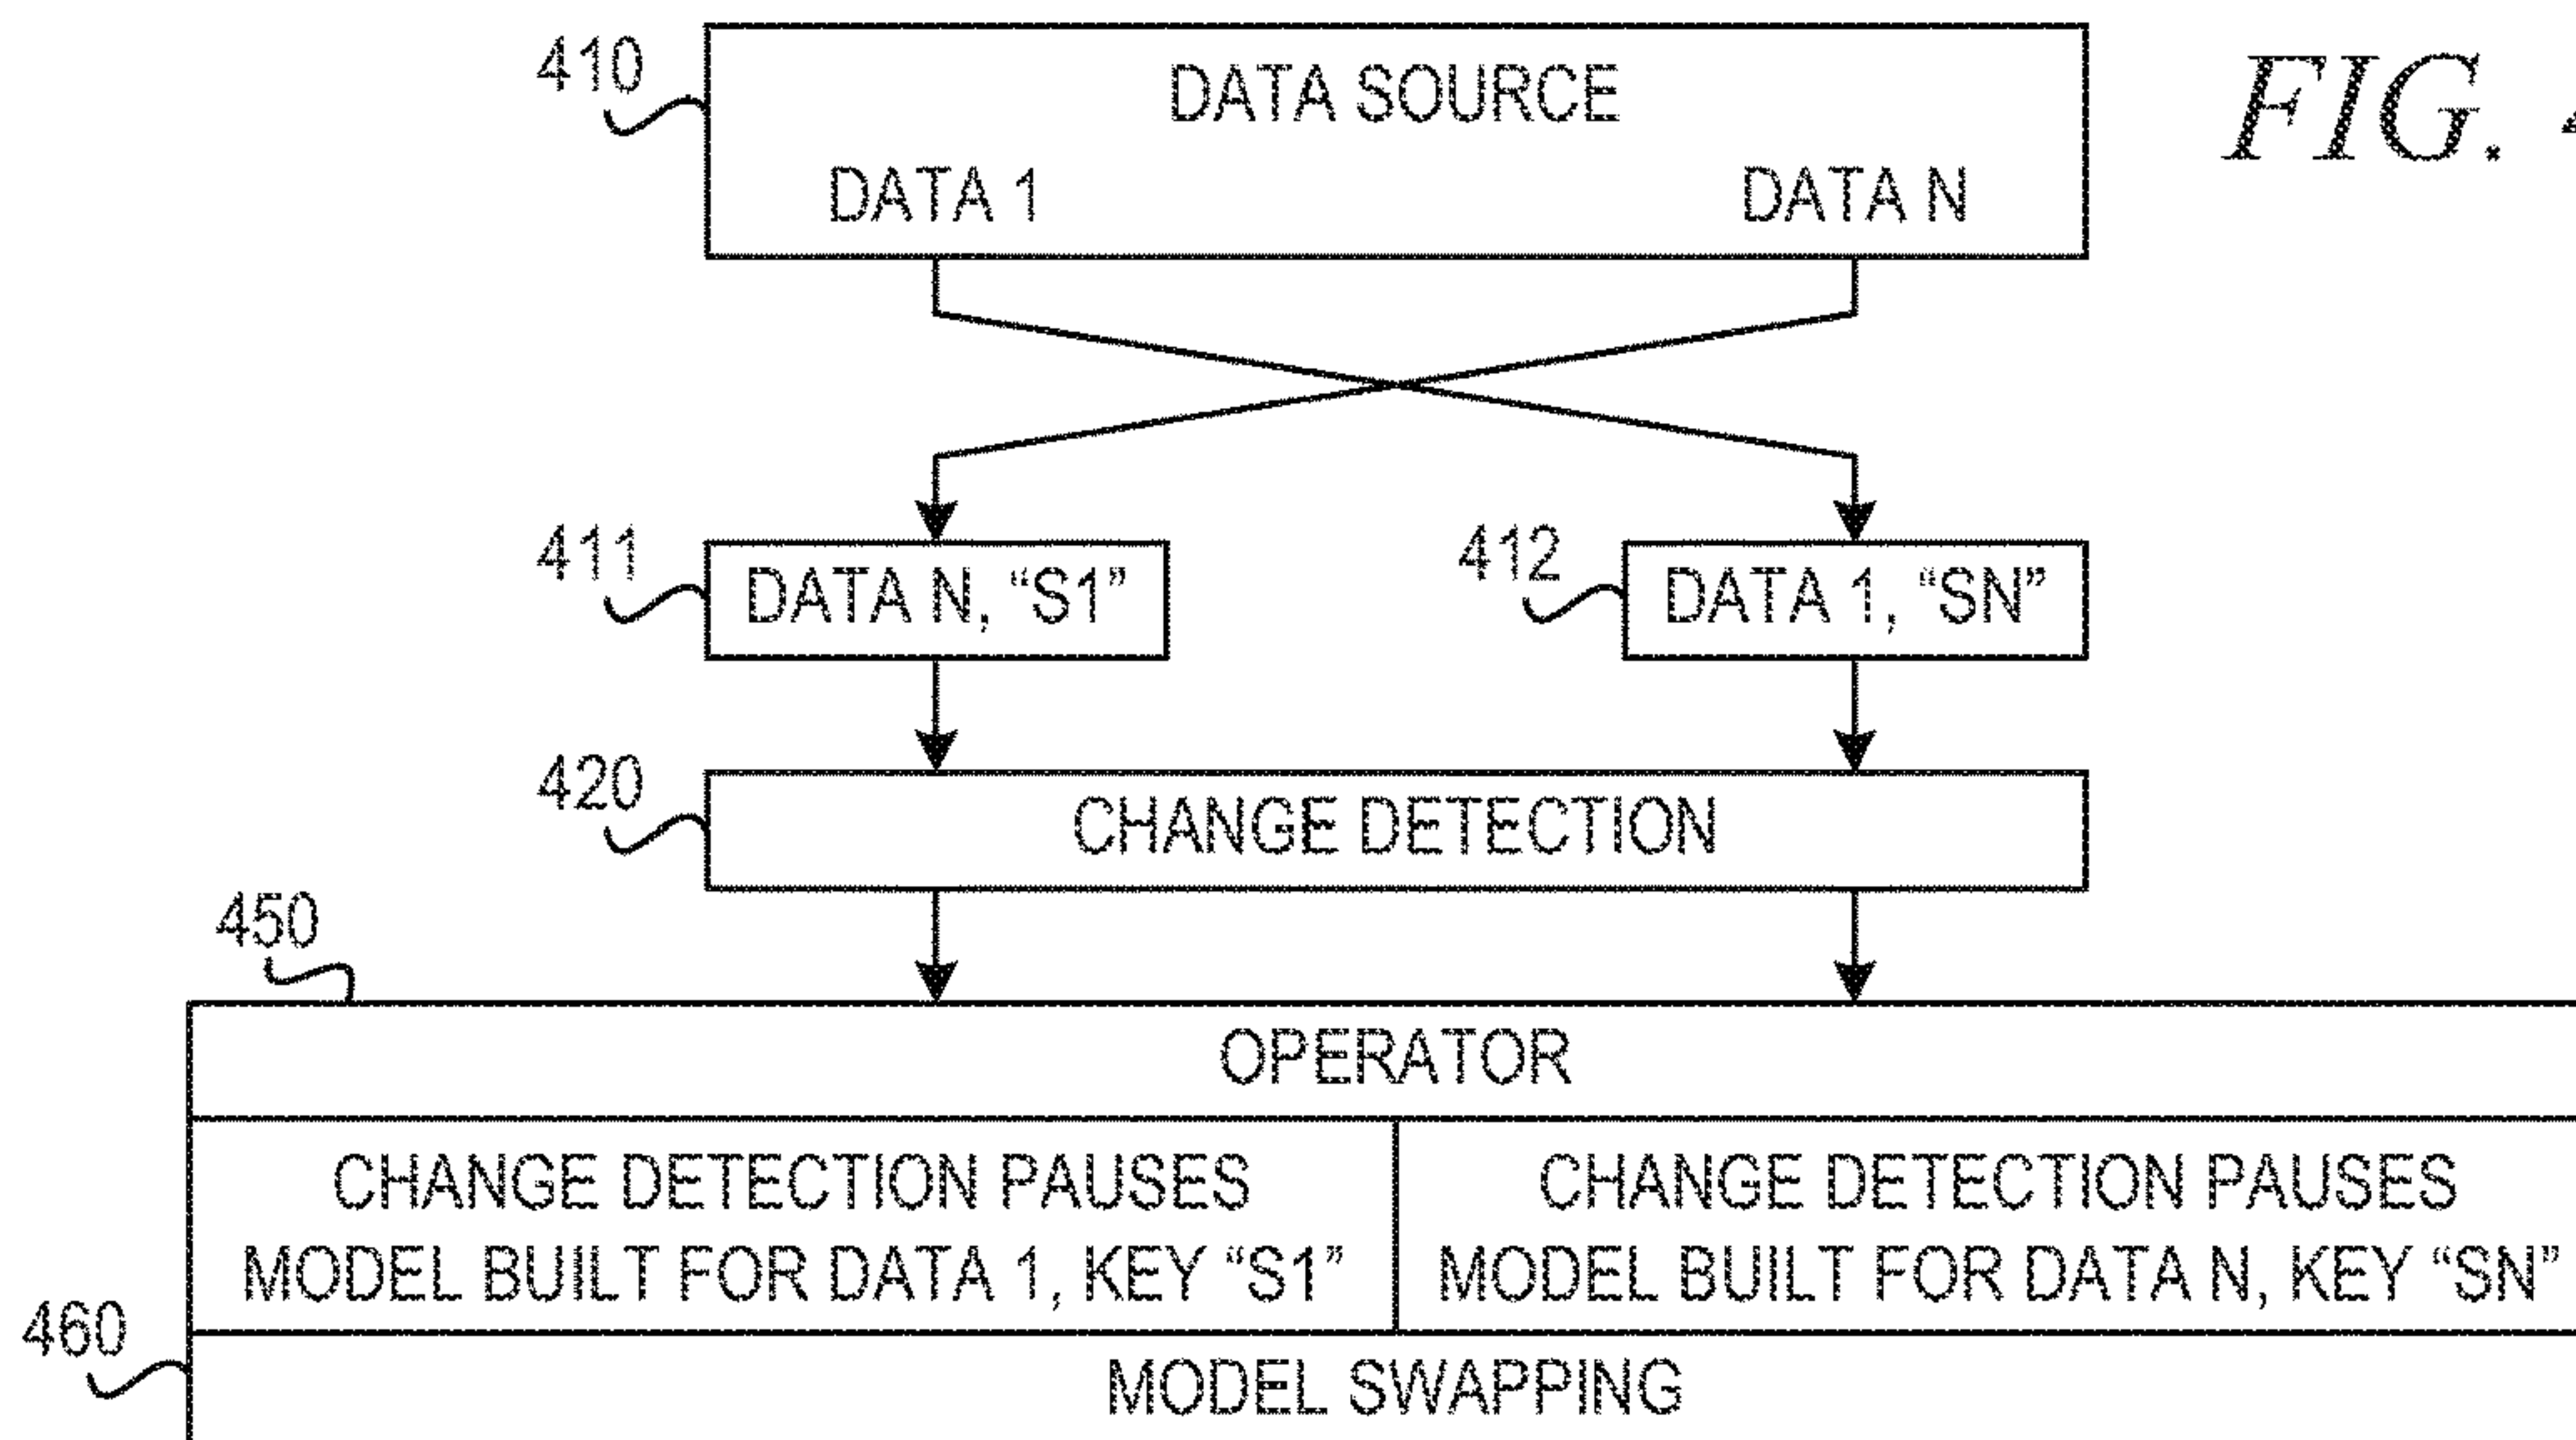 410
DATA SOURCE
FIG.
DATA 1
DATA N
411
DATA N, “S1”
412
DATA 1, “SN”
420
CHANGE DETECTION
450
OPERATOR
CHANGE DETECTION PAUSES
MODEL BUILT FOR DATA 1, KEY “S1”
CHANGE DETECTION PAUSES
MODEL BUILT FOR DATA N, KEY “SN”
460
MODEL SWAPPING